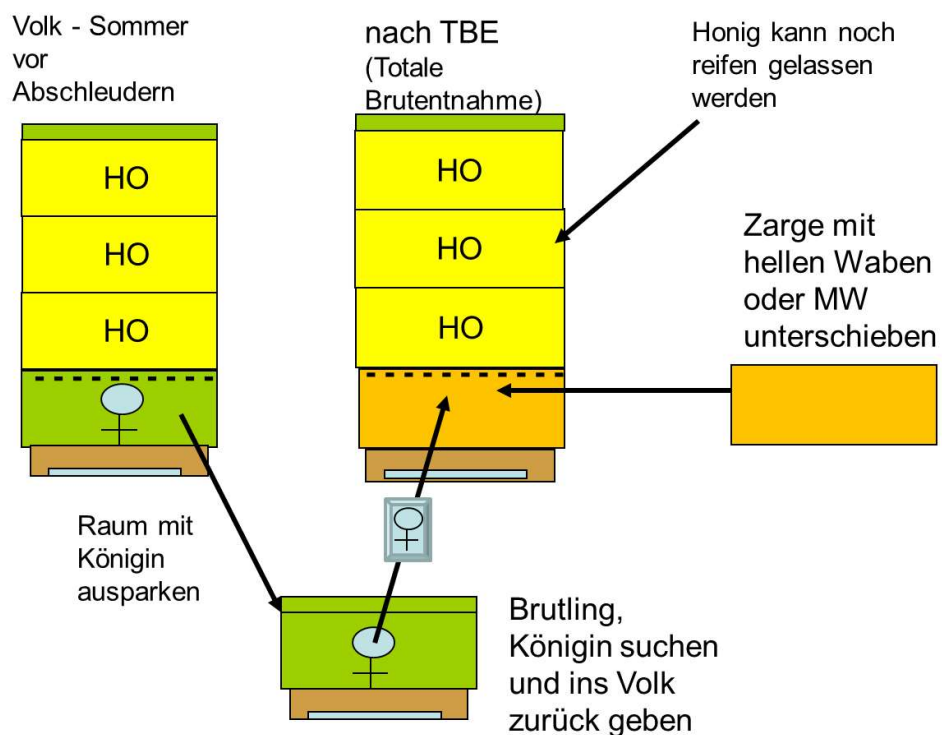 Volk - Sommer
vor
Abschleudern
nach TBE
(Totale
Brutentnahme)
Honig kann noch
reifen gelassen
werden
HO
HO
HO
HO
HO
HO
Zarge mit
hellen Waben
oder MW
unterschieben
Raum mit
Königin
ausparken
Brutling,
Königin suchen
und ins Volk
zurück geben